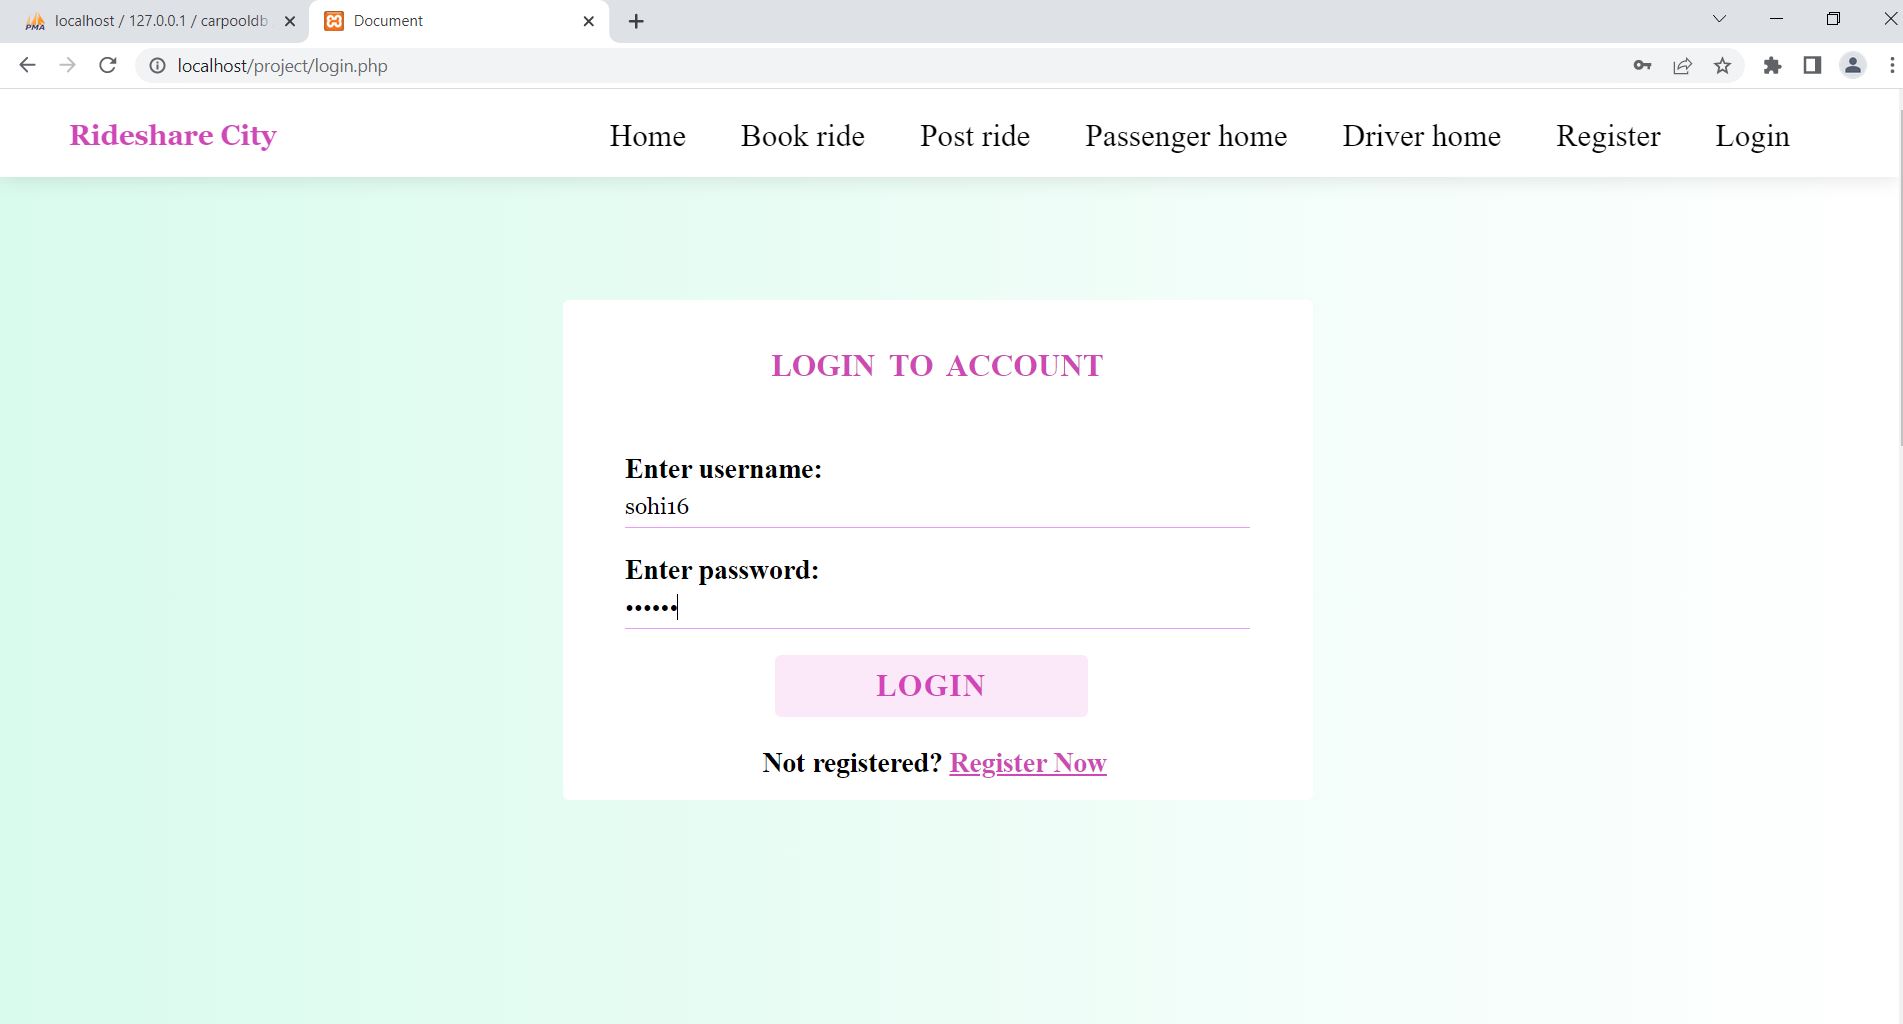 localhost / 127.0.0.1 / carpooldb
Document
localhost/project/login.php
Rideshare City
Home
Book ride
Post ride
Passenger home
Driver home
Register
Login
LOGIN TO ACCOUNT
Enter username:
sohi16
Enter password:
••••••
LOGIN
Not registered? Register Now